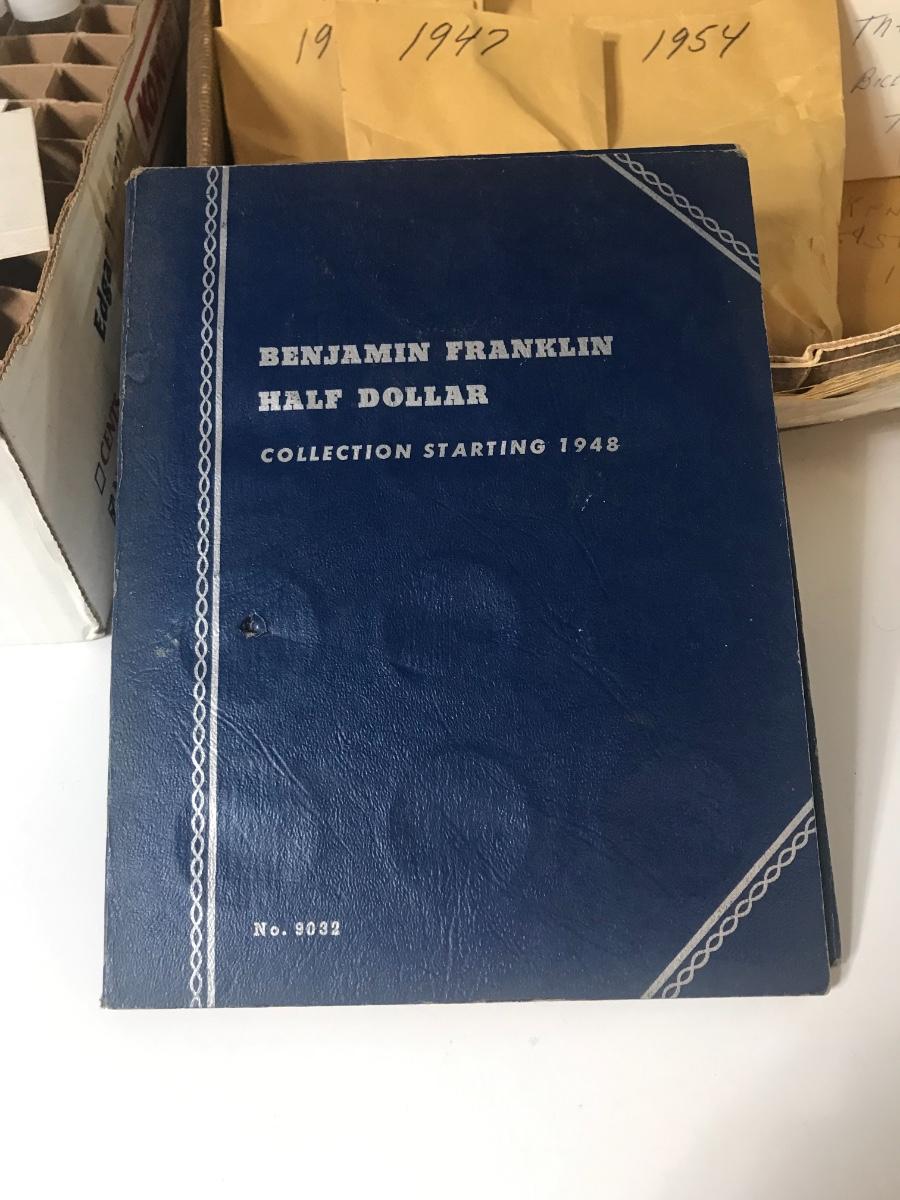 19
1947
1954
BENJAMIN FRANKLIN
HALF DOLLAR
COLLECTION STARTING 1948
No. 9032